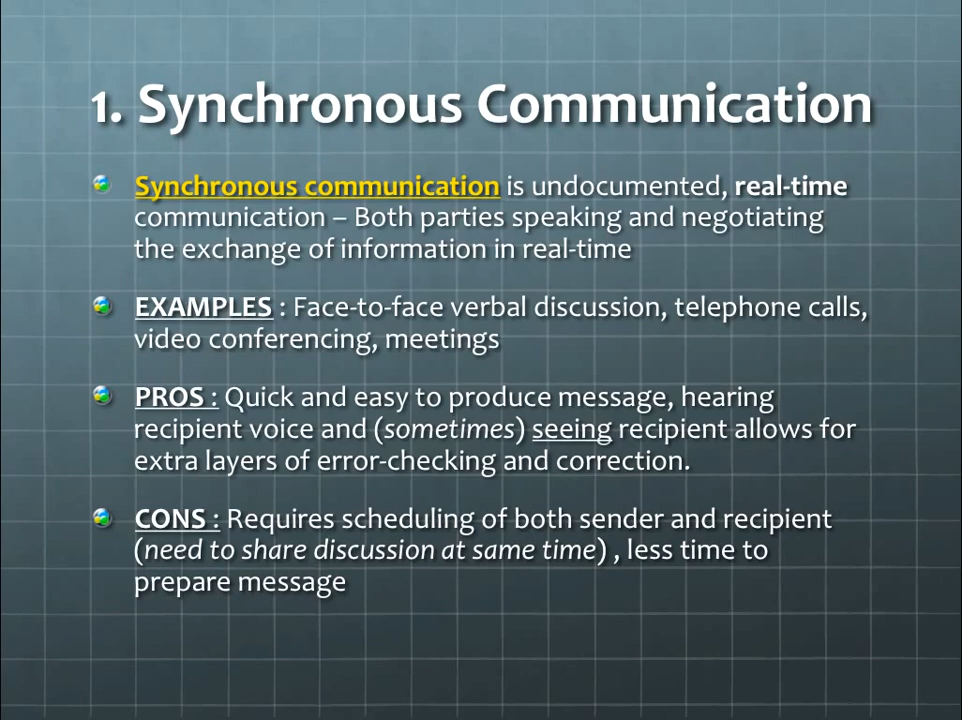 1. Synchronous Communication
Synchronous communication is undocumented, real-time
communication – Both parties speaking and negotiating
the exchange of information in real-time
EXAMPLES : Face-to-face verbal discussion, telephone calls,
video conferencing, meetings
PROS : Quick and easy to produce message, hearing
recipient voice and (sometimes) seeing recipient allows for
extra layers of error-checking and correction.
CONS : Requires scheduling of both sender and recipient
(need to share discussion at same time) , less time to
prepare message